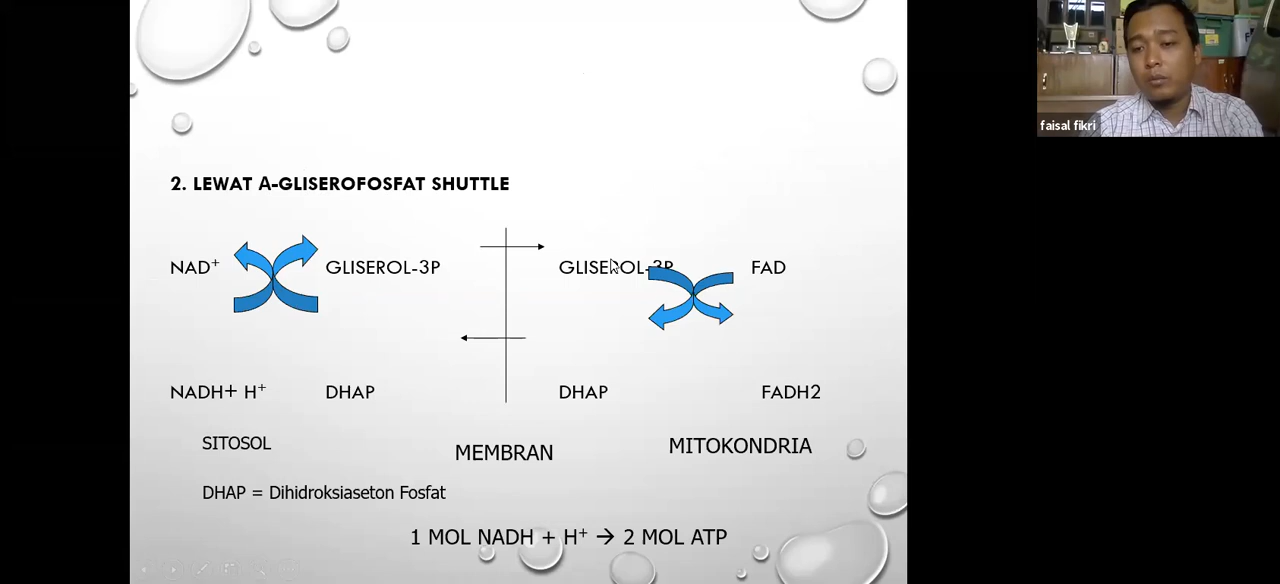 faisal fikri
2. LEWAT Α-GLISEROFOSFAT SHUTTLE
NAD⁺ GLISEROL-3P GLISEROL-3P FAD
NADH+ H⁺ DHAP DHAP FADH2
SITOSOL MEMBRAN MITOKONDRIA
DHAP = Dihidroksiaseton Fosfat
1 MOL NADH + H⁺ → 2 MOL ATP